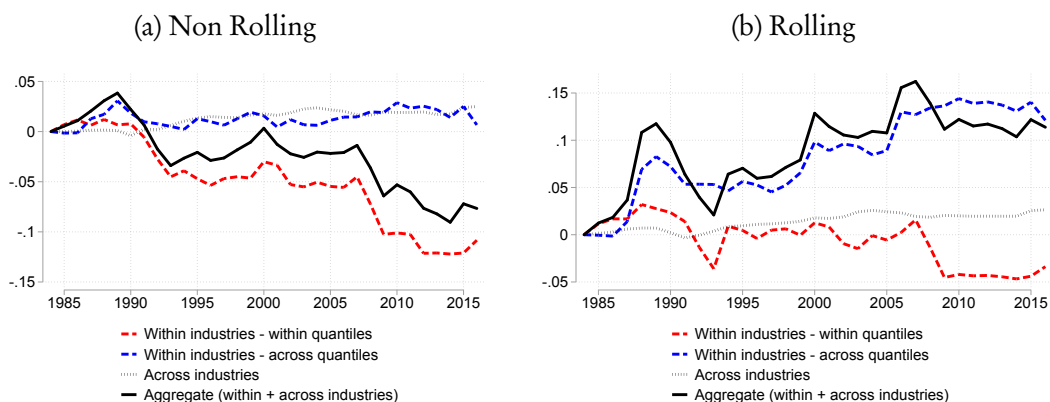 (a) Non Rolling
.05
0
-.05
-.1
-.15
1985 1990 1995 2000 2005 2010 2015
Within industries - within quantiles
Within industries - across quantiles
Across industries
Aggregate (within + across industries)
(b) Rolling
.15
.1
.05
0
-.05
1985 1990 1995 2000 2005 2010 2015
Within industries - within quantiles
Within industries - across quantiles
Across industries
Aggregate (within + across industries)